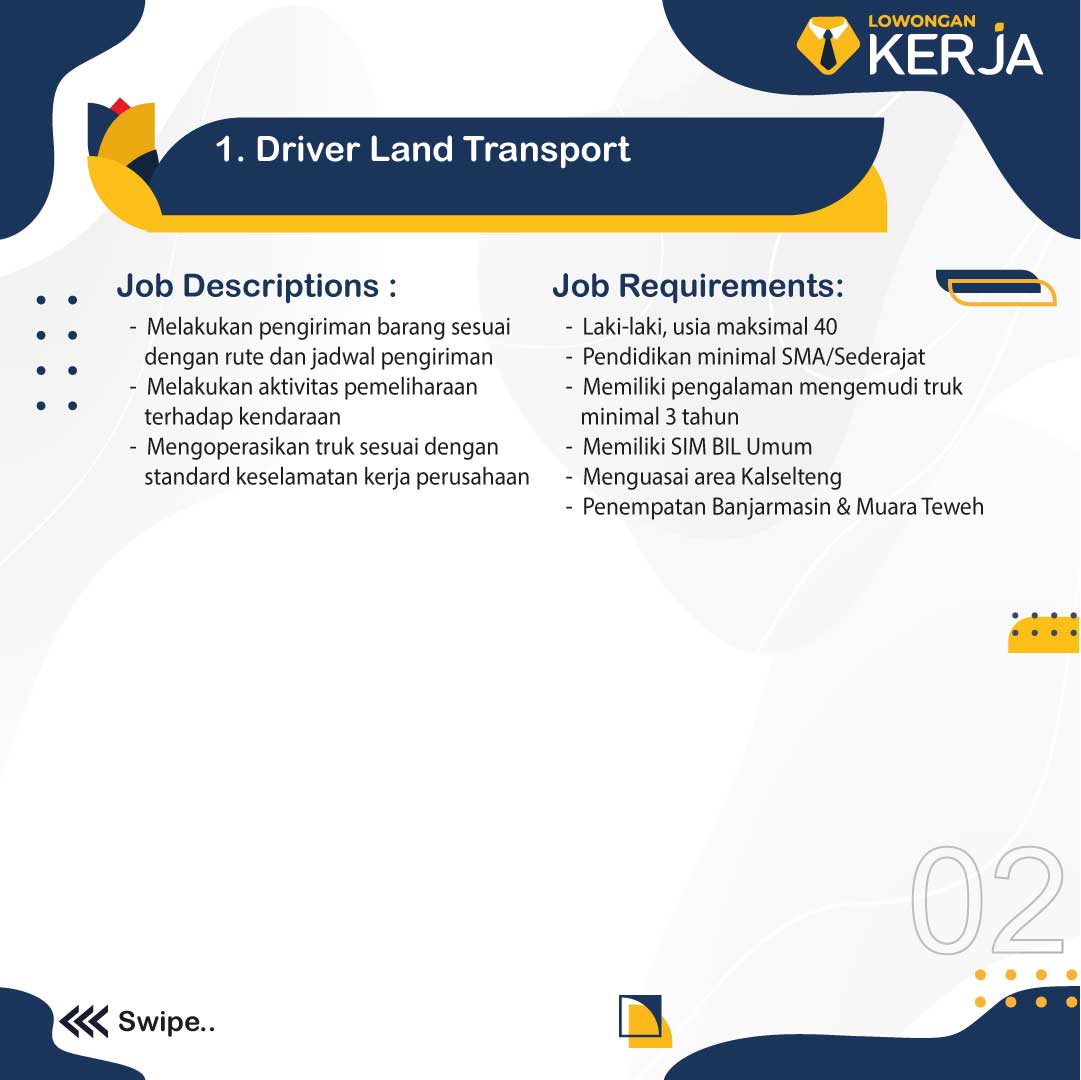 LOWONGAN
KERJA
1. Driver Land Transport
Job Descriptions :
- Melakukan pengiriman barang sesuai
dengan rute dan jadwal pengiriman
- Melakukan aktivitas pemeliharaan
terhadap kendaraan
- Mengoperasikan truk sesuai dengan
standard keselamatan kerja perusahaan
Job Requirements:
- Laki-laki, usia maksimal 40
- Pendidikan minimal SMA/Sederajat
- Memiliki pengalaman mengemudi truk
minimal 3 tahun
- Memiliki SIM BIL Umum
- Menguasai area Kalselteng
- Penempatan Banjarmasin & Muara Teweh
02
Swipe..